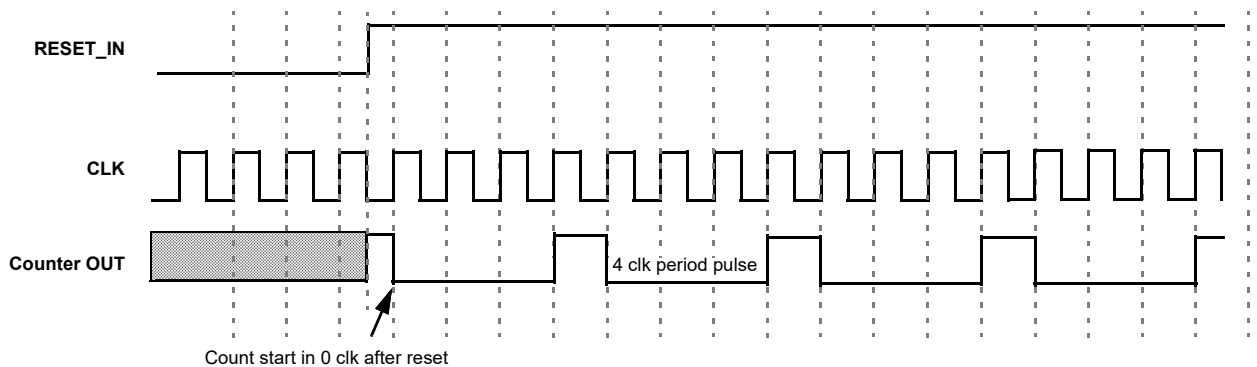 RESET_IN
CLK
Counter OUT
4 clk period pulse
Count start in 0 clk after reset